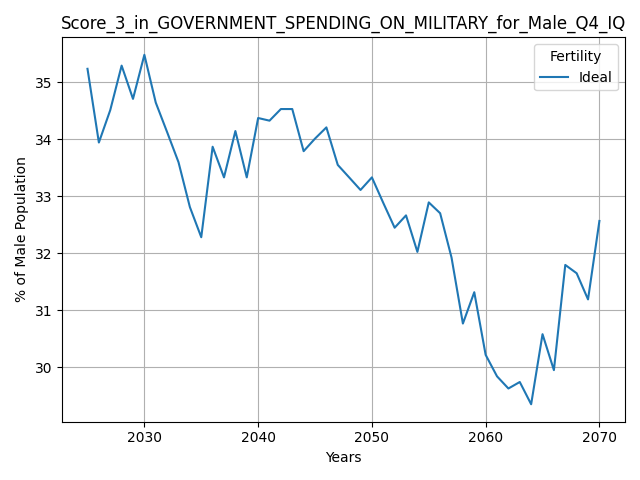 Score_3_in_GOVERNMENT_SPENDING_ON_MILITARY_for_Male_Q4_IQ
Fertility
Ideal
% of Male Population
35
34
33
32
31
30
2030 2040 2050 2060 2070
Years